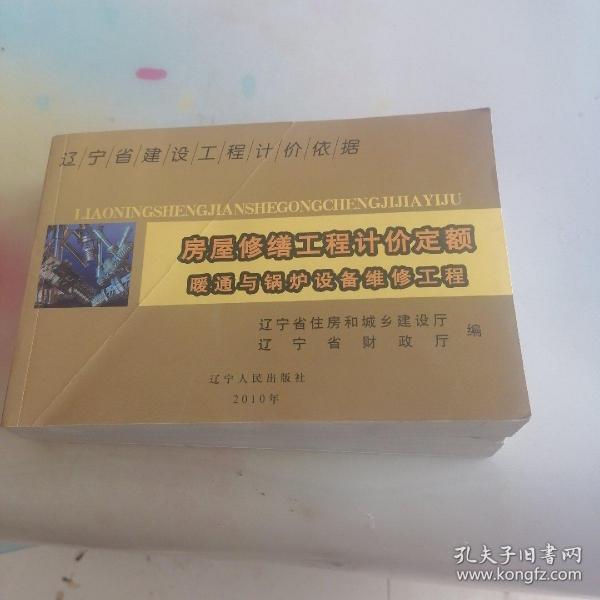 辽/宁/省/建/设/工/程/计/价/依/据
LIAONINGSHENGJIANSHEGONGCHENGJIJIAYIJU
房屋修缮工程计价定额
暖通与锅炉设备维修工程
辽宁省住房和城乡建设厅
辽宁省财政厅
编
辽宁人民出版社
2010年
孔夫子旧书网
www.kongfz.com